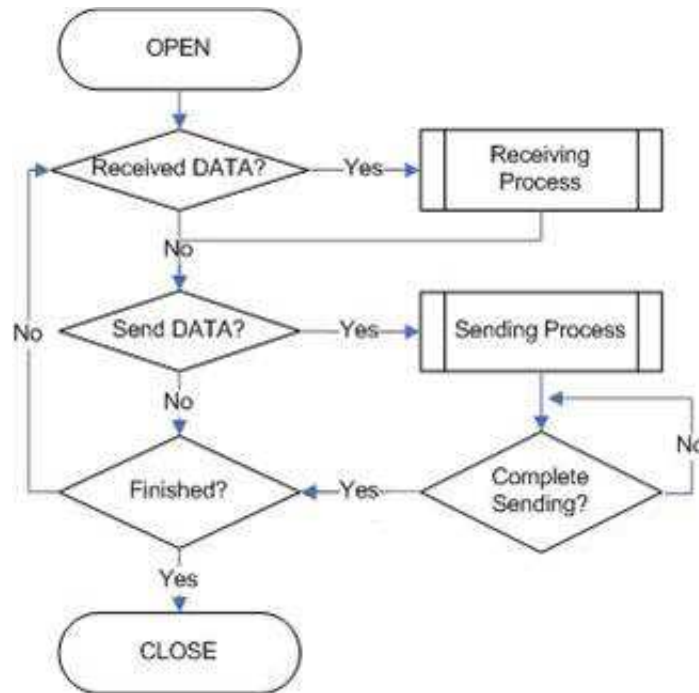 OPEN
Received DATA?
Yes
Receiving
Process
No
Send DATA?
Yes
Sending Process
No
No
No
Finished?
Yes
Complete
Sending?
Yes
CLOSE